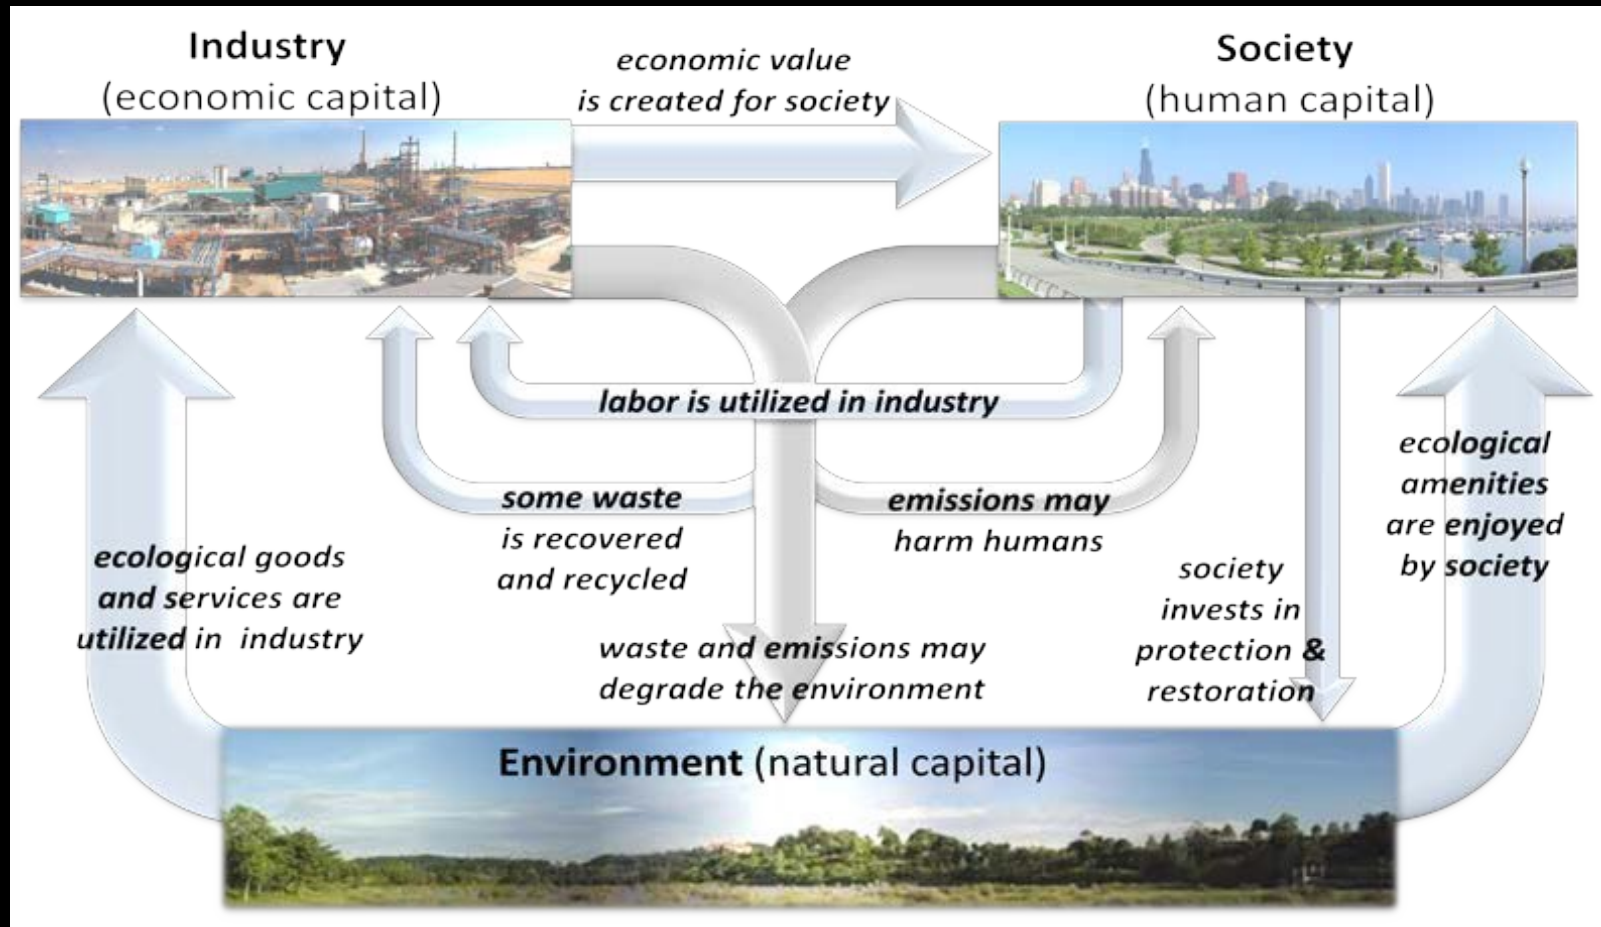 Industry
(economic capital)
economic value
is created for society
Society
(human capital)
labor is utilized in industry
some waste
is recovered
and recycled
emissions may
harm humans
ecological goods
and services are
utilized in industry
waste and emissions may
degrade the environment
society
invests in
protection &
restoration
ecological
amenities
are enjoyed
by society
Environment (natural capital)